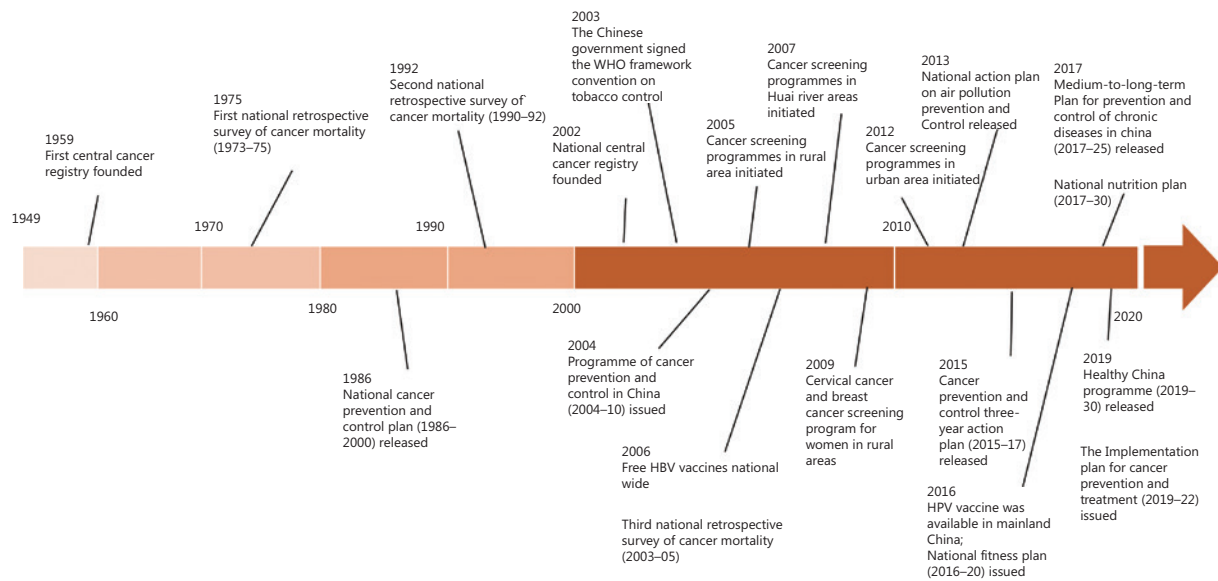 2003
The Chinese
government signed
the WHO framework
convention on
tobacco control
2007
Cancer screening
programmes in
Huai river areas
initiated
2013
National action plan
on air pollution
prevention and
Control released
2017
Medium-to-long-term
Plan for prevention and
control of chronic
diseases in china
(2017–25) released
National nutrition plan
(2017–30)
1992
Second national
retrospective survey of
cancer mortality (1990–92)
1975
First national retrospective
survey of cancer mortality
(1973–75)
1959
First central cancer
registry founded
2002
National central
cancer registry
founded
2005
Cancer screening
programmes in rural
area initiated
2012
Cancer screening
programmes in
urban area initiated
1949
1970
1990
2010
1960
1980
2000
2020
1986
National cancer
prevention and
control plan (1986–
2000) released
2004
Programme of cancer
prevention and
control in China
(2004–10) issued
2006
Free HBV vaccines national
wide
Third national retrospective
survey of cancer mortality
(2003–05)
2009
Cervical cancer
and breast
cancer screening
program for
women in rural
areas
2015
Cancer
prevention and
control three-
year action
plan (2015–17)
released
2016
HPV vaccine was
available in mainland
China;
National fitness plan
(2016–20) issued
2019
Healthy China
programme (2019–
30) released
The Implementation
plan for cancer
prevention and
treatment (2019–22)
issued